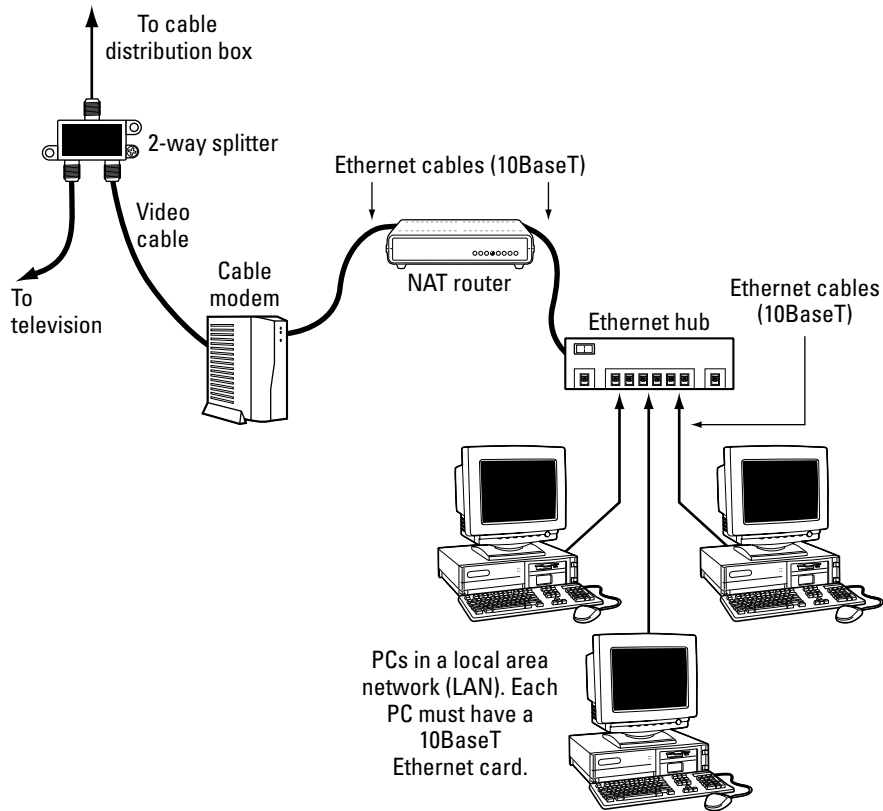 To cable
distribution box
2-way splitter
Ethernet cables (10BaseT)
Video
cable
Cable
modem
NAT router
To
television
Ethernet cables
(10BaseT)
Ethernet hub
PCs in a local area
network (LAN). Each
PC must have a
10BaseT
Ethernet card.